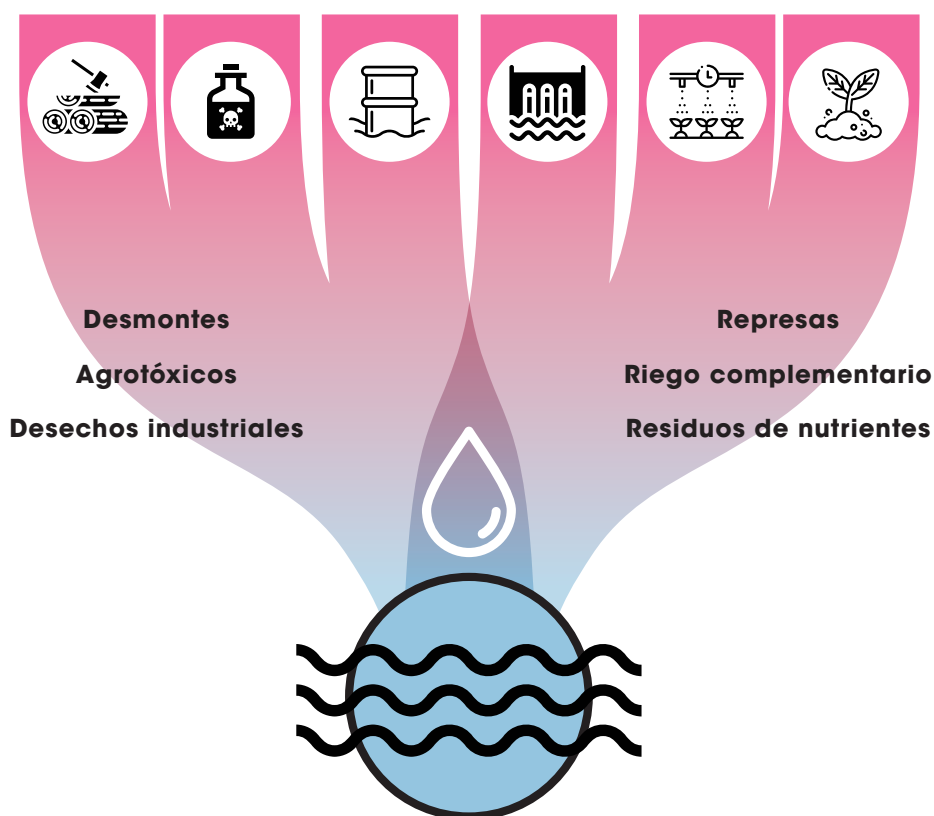 Desmontes
Agrotóxicos
Desechos industriales
Represas
Riego complementario
Residuos de nutrientes